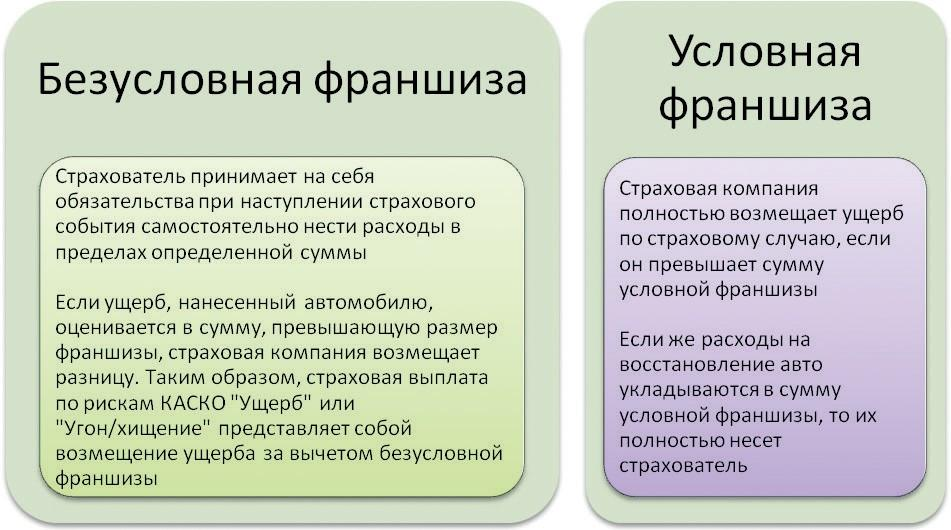 Безусловная франшиза
Страхователь принимает на себя
обязательства при наступлении страхового
события самостоятельно нести расходы в
пределах определенной суммы
Если ущерб, нанесенный автомобилю,
оценивается в сумму, превышающую размер
франшизы, страховая компания возмещает
разницу. Таким образом, страховая выплата
по рискам КАСКО "Ущерб" или
"Угон/хищение" представляет собой
возмещение ущерба за вычетом безусловной
франшизы
Условная
франшиза
Страховая компания
полностью возмещает ущерб
по страховому случаю, если
он превышает сумму
условной франшизы
Если же расходы на
восстановление авто
укладываются в сумму
условной франшизы, то их
полностью несет
страхователь